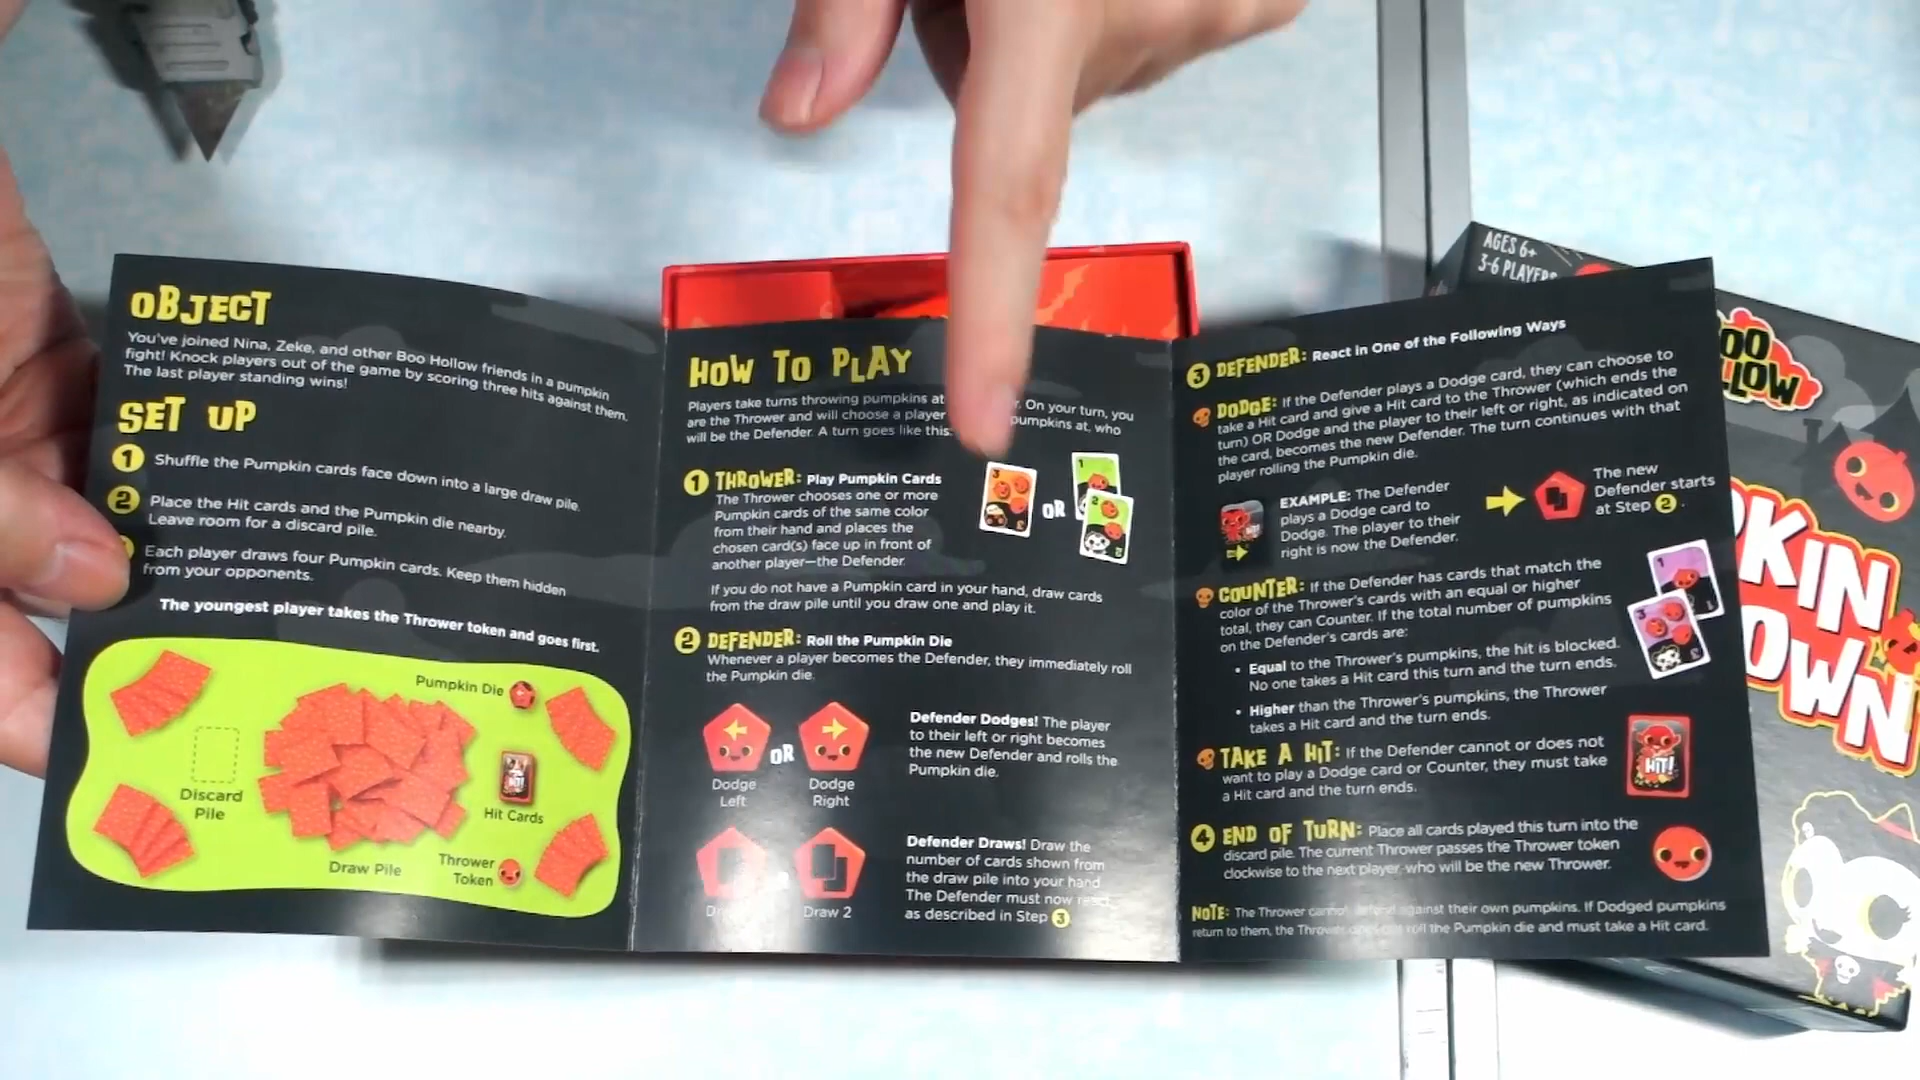 OBJECT
You've joined Nina, Zeke, and other Boo Hollow friends in a pumpkin
fight! Knock players out of the game by scoring three hits against them.
The last player standing wins!
SET UP
1 Shuffle the Pumpkin cards face down into a large draw pile.
2 Place the Hit cards and the Pumpkin die nearby.
Leave room for a discard pile.
Each player draws four Pumpkin cards. Keep them hidden
from your opponents.
The youngest player takes the Thrower token and goes first.
Pumpkin Die
Discard
Pile
HIT!
Hit Cards
Draw Pile
Thrower
Token
HOW TO PLAY
Players take turns throwing pumpkins at On your turn, you
are the Thrower and will choose a player pumpkins at, who
will be the Defender. A turn goes like this:
1 THROWER: Play Pumpkin Cards
The Thrower chooses one or more
Pumpkin cards of the same color
from their hand and places the
chosen card(s) face up in front of
another player—the Defender.
3
3
OR
1
2
2
If you do not have a Pumpkin card in your hand, draw cards
from the draw pile until you draw one and play it.
2 DEFENDER: Roll the Pumpkin Die
Whenever a player becomes the Defender, they immediately roll
the Pumpkin die.
OR
Dodge
Left
Dodge
Right
Defender Dodges! The player
to their left or right becomes
the new Defender and rolls the
Pumpkin die.
Draw 2
Defender Draws! Draw the
number of cards shown from
the draw pile into your hand.
The Defender must now react
as described in Step 3
3 DEFENDER: React in One of the Following Ways
DODGE: If the Defender plays a Dodge card, they can choose to
take a Hit card and give a Hit card to the Thrower (which ends the
turn) OR Dodge and the player to their left or right, as indicated on
the card, becomes the new Defender. The turn continues with that
player rolling the Pumpkin die.
EXAMPLE: The Defender
plays a Dodge card to
Dodge. The player to their
right is now the Defender.
The new
Defender starts
at Step 2.
COUNTER: If the Defender has cards that match the
color of the Thrower's cards with an equal or higher
total, they can Counter. If the total number of pumpkins
on the Defender's cards are:
1
3
• Equal to the Thrower's pumpkins, the hit is blocked.
No one takes a Hit card this turn and the turn ends.
• Higher than the Thrower's pumpkins, the Thrower
takes a Hit card and the turn ends.
TAKE A HIT: If the Defender cannot or does not
want to play a Dodge card or Counter, they must take
a Hit card and the turn ends.
HIT!
4 END OF TURN: Place all cards played this turn into the
discard pile. The current Thrower passes the Thrower token
clockwise to the next player who will be the new Thrower.
NOTE: The Thrower cannot defend against their own pumpkins. If Dodged pumpkins
return to them, the Thrower does not roll the Pumpkin die and must take a Hit card.
AGES 6+
3-6 PLAYERS